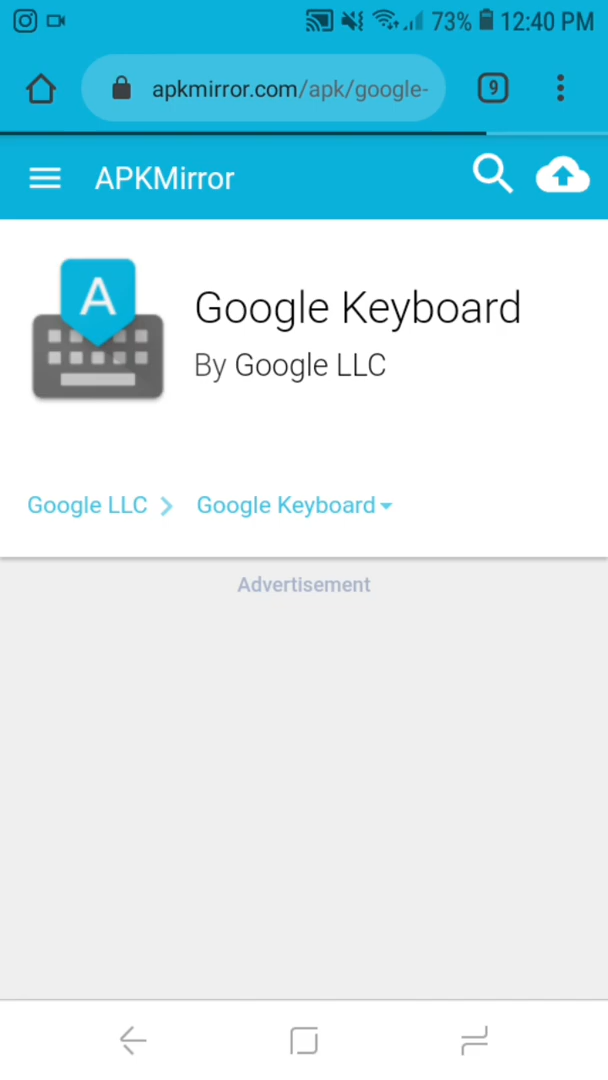 73% 12:40 PM
apkmirror.com/apk/google-
9
APKMirror
A
Google Keyboard
By Google LLC
Google LLC
Google Keyboard
Advertisement